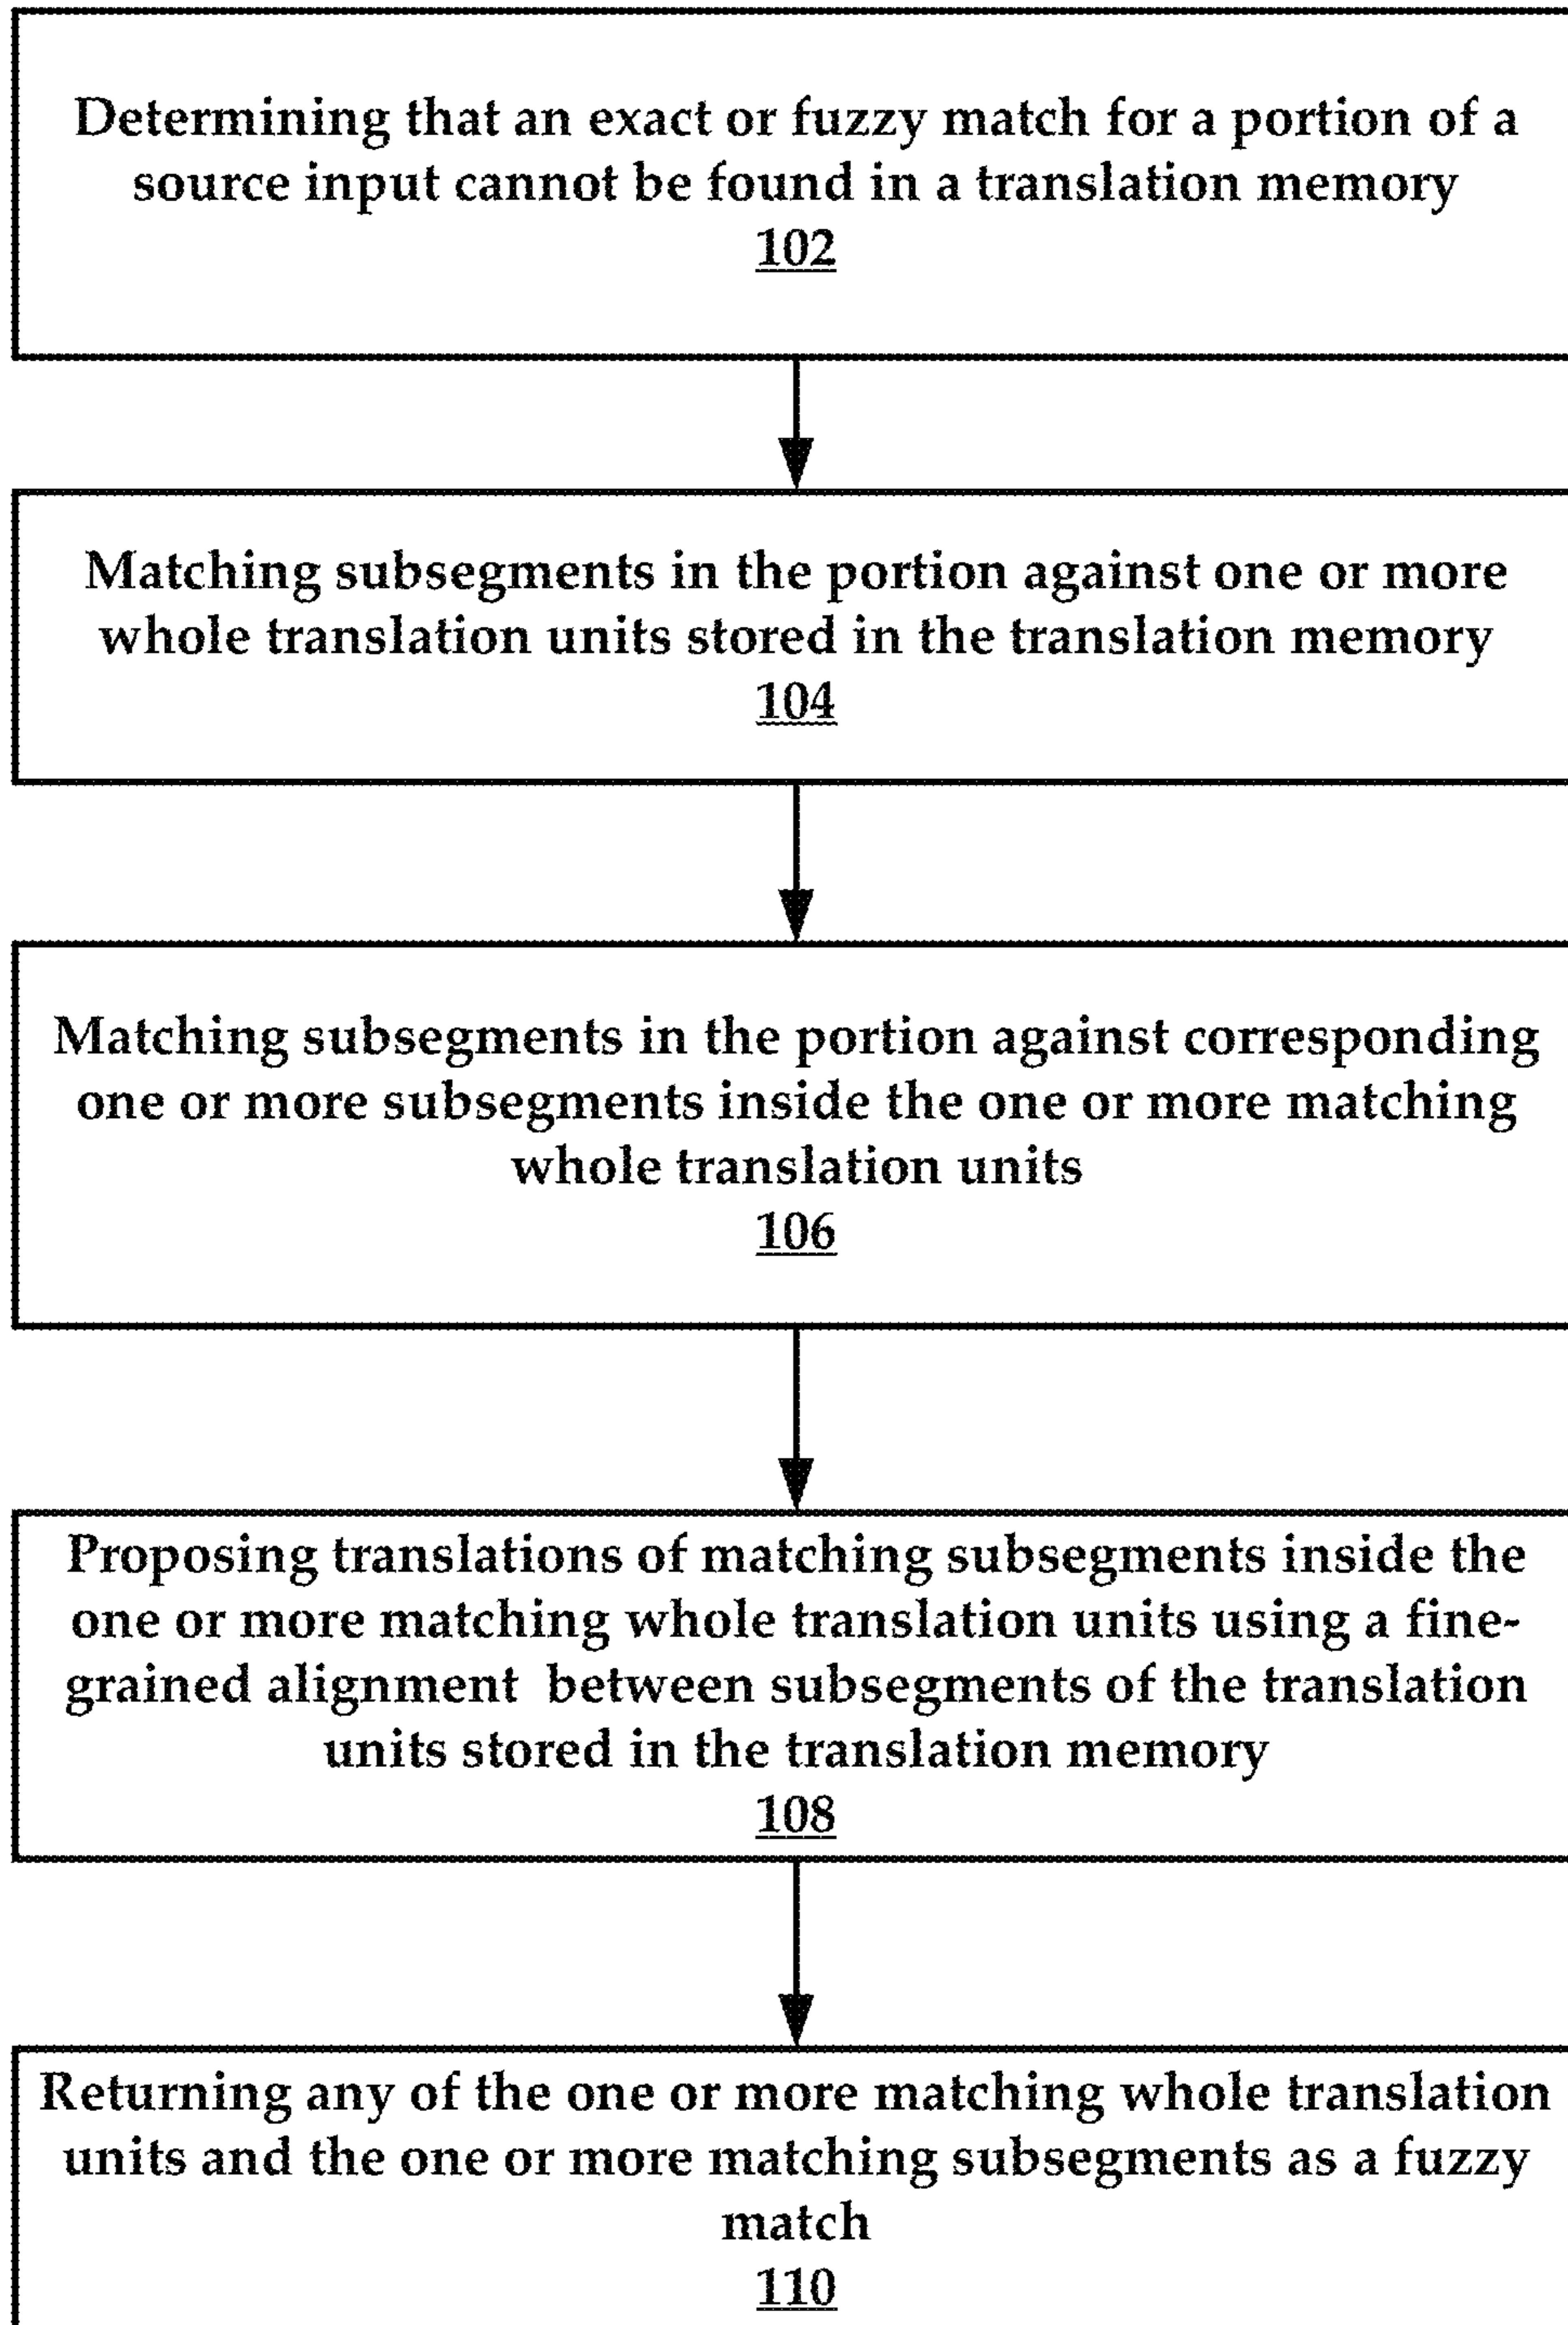 Determining that an exact or fuzzy match for a portion of a
source input cannot be found in a translation memory
102
Matching subsegments in the portion against one or more
whole translation units stored in the translation memory
104
Matching subsegments in the portion against corresponding
one or more subsegments inside the one or more matching
whole translation units
106
Proposing translations of matching subsegments inside the
one or more matching whole translation units using a fine-
grained alignment between subsegments of the translation
units stored in the translation memory
108
Returning any of the one or more matching whole translation
units and the one or more matching subsegments as a fuzzy
match
110